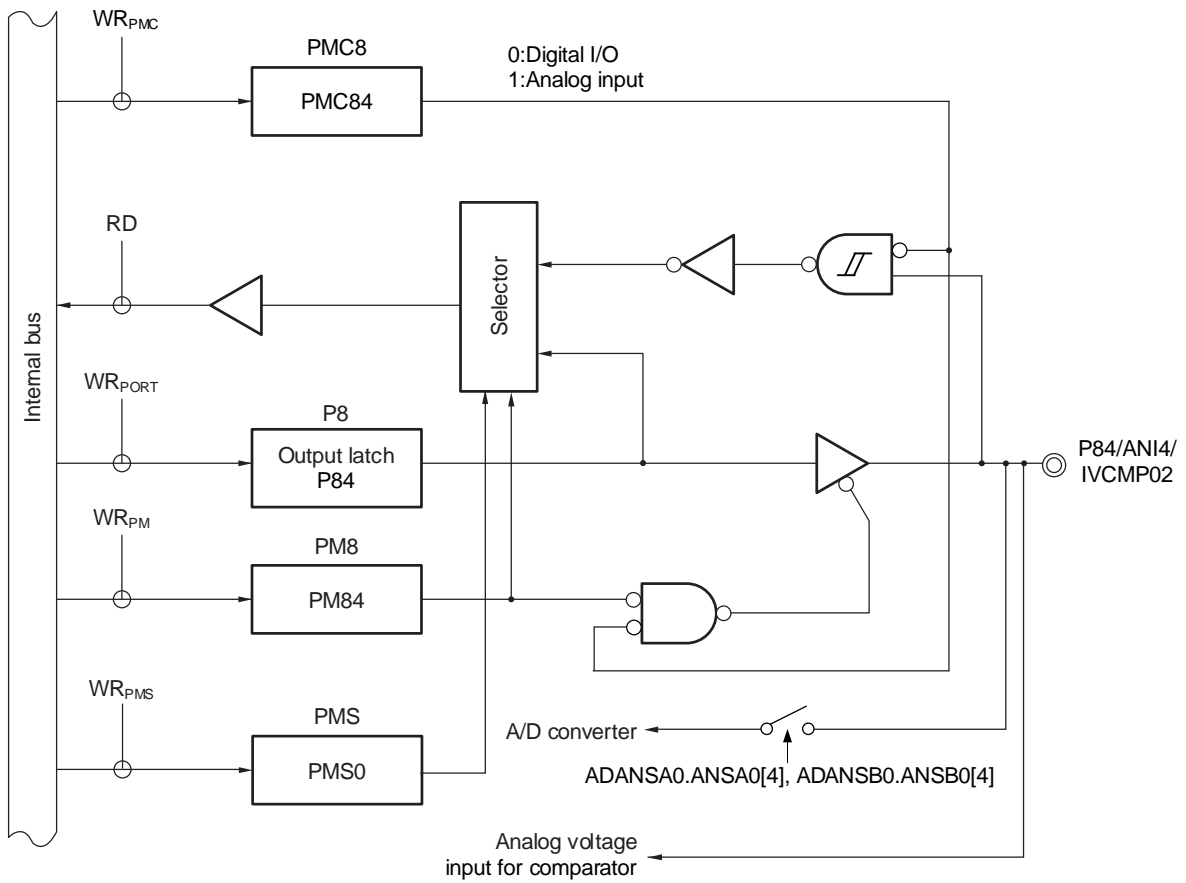 WRPMC
PMC8
PMC84
0:Digital I/O
1:Analog input
RD
Selector
Internal bus
WRPORT
P8
Output latch
P84
P84/ANI4/
IVCMP02
WRPM
PM8
PM84
WRPMS
PMS
PMS0
A/D converter
ADANSA0.ANSA0[4], ADANSB0.ANSB0[4]
Analog voltage
input for comparator